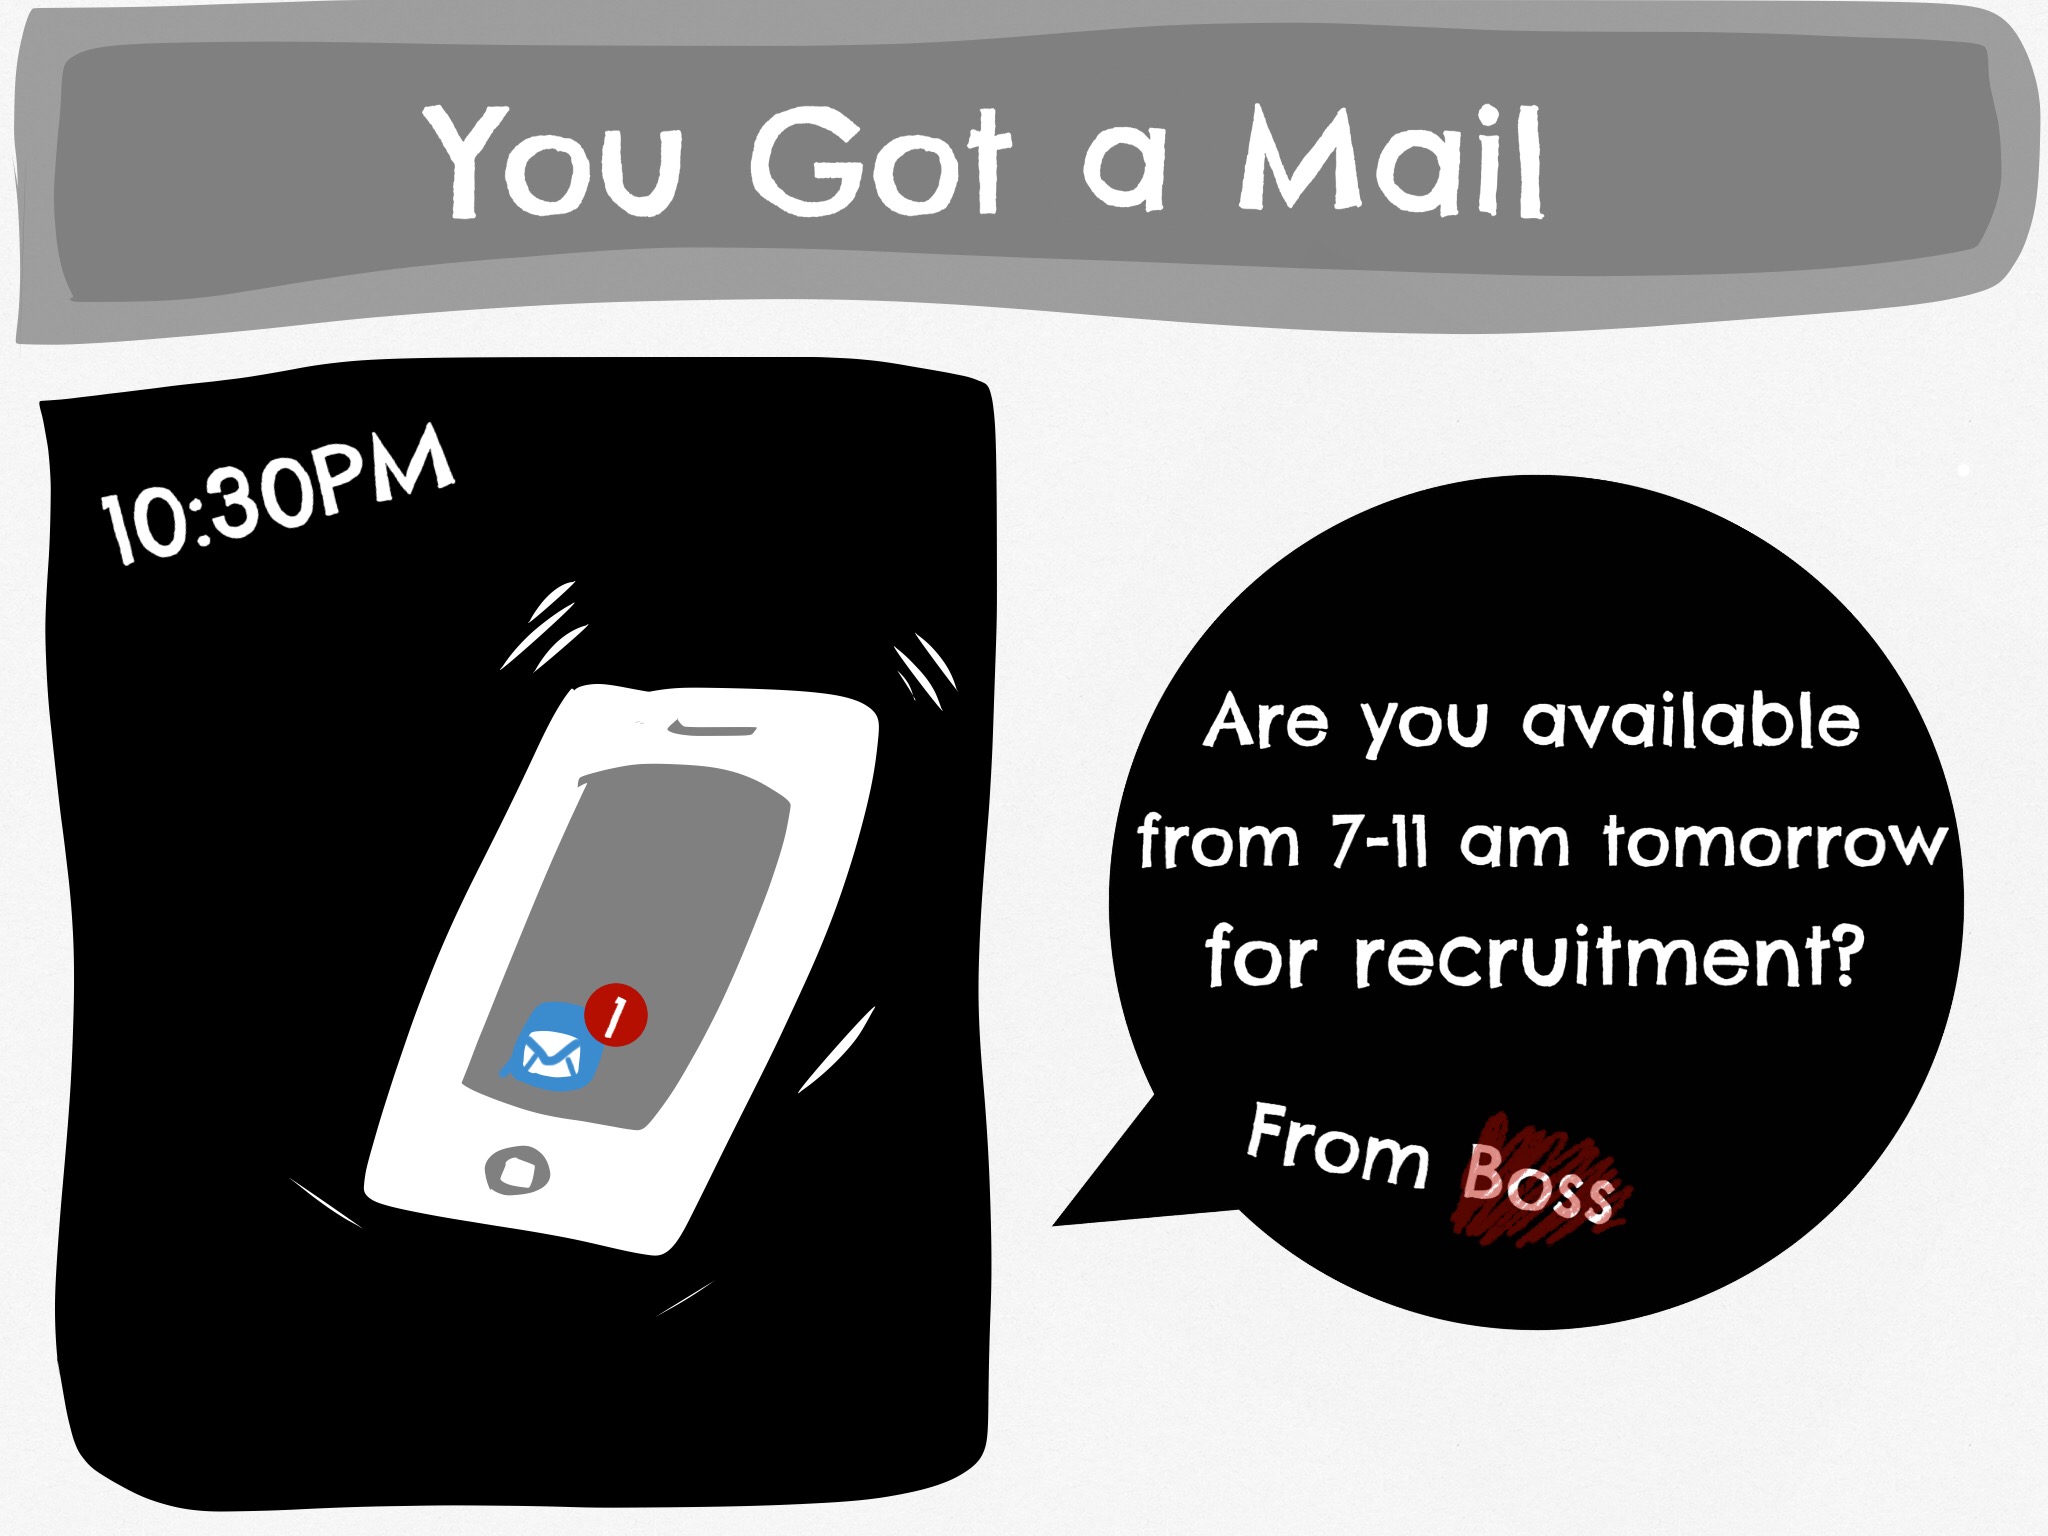 You Got a Mail
10:30PM
1
Are you available
from 7-11 am tomorrow
for recruitment?
From Boss